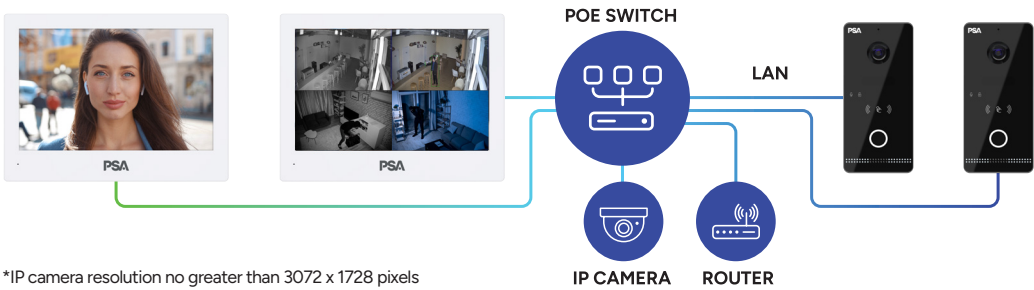 POE SWITCH
PSA
PSA
LAN
PSA
PSA
IP CAMERA
ROUTER
*IP camera resolution no greater than 3072 x 1728 pixels